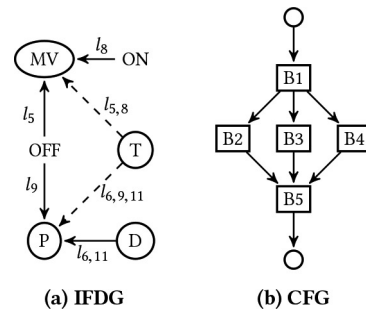 MV
l8
ON
l5
l5,8
OFF
T
l9
l6,9,11
P
D
l6,11
(a) IFDG
B1
B2
B3
B4
B5
(b) CFG